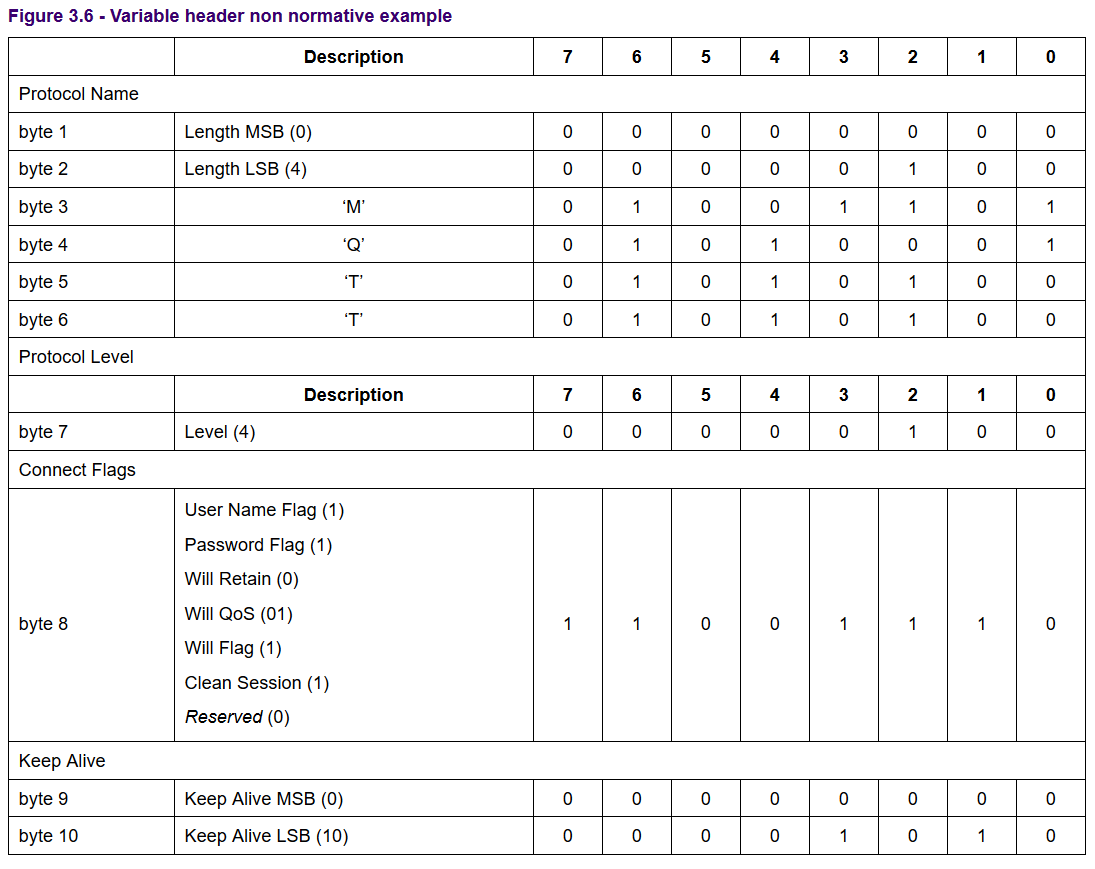 Figure 3.6 - Variable header non normative example
Description 7 6 5 4 3 2 1 0
Protocol Name
byte 1 Length MSB (0) 0 0 0 0 0 0 0 0
byte 2 Length LSB (4) 0 0 0 0 0 1 0 0
byte 3 ‘M’ 0 1 0 0 1 1 0 1
byte 4 ‘Q’ 0 1 0 1 0 0 0 1
byte 5 ‘T’ 0 1 0 1 0 1 0 0
byte 6 ‘T’ 0 1 0 1 0 1 0 0
Protocol Level
Description 7 6 5 4 3 2 1 0
byte 7 Level (4) 0 0 0 0 0 1 0 0
Connect Flags
User Name Flag (1)
Password Flag (1)
Will Retain (0)
Will QoS (01)
byte 8 1 1 0 0 1 1 1 0
Will Flag (1)
Clean Session (1)
Reserved (0)
Keep Alive
byte 9 Keep Alive MSB (0) 0 0 0 0 0 0 0 0
byte 10 Keep Alive LSB (10) 0 0 0 0 1 0 1 0